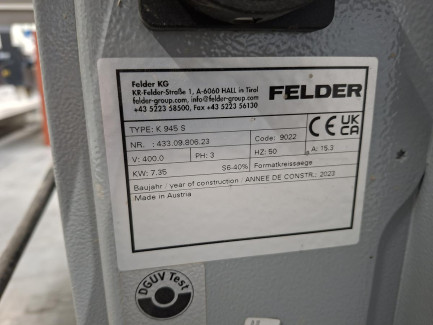 Felder KG
KR-Felder-Straße 1, A-6060 HALL in Tirol
felder-group.com, info@felder-group.com
+43 5223 58500, Fax +43 5223 56130
FELDER
TYPE: K 945 S
NR. : 433.09.806.23 Code: 9022
V: 400.0 PH: 3 HZ: 50 A: 15.3
KW: 7.35 S6-40% Formatkreissaege
Baujahr / year of construction / ANNEE DE CONSTR.: 2023
Made in Austria
CE UK CA
DGUV Test